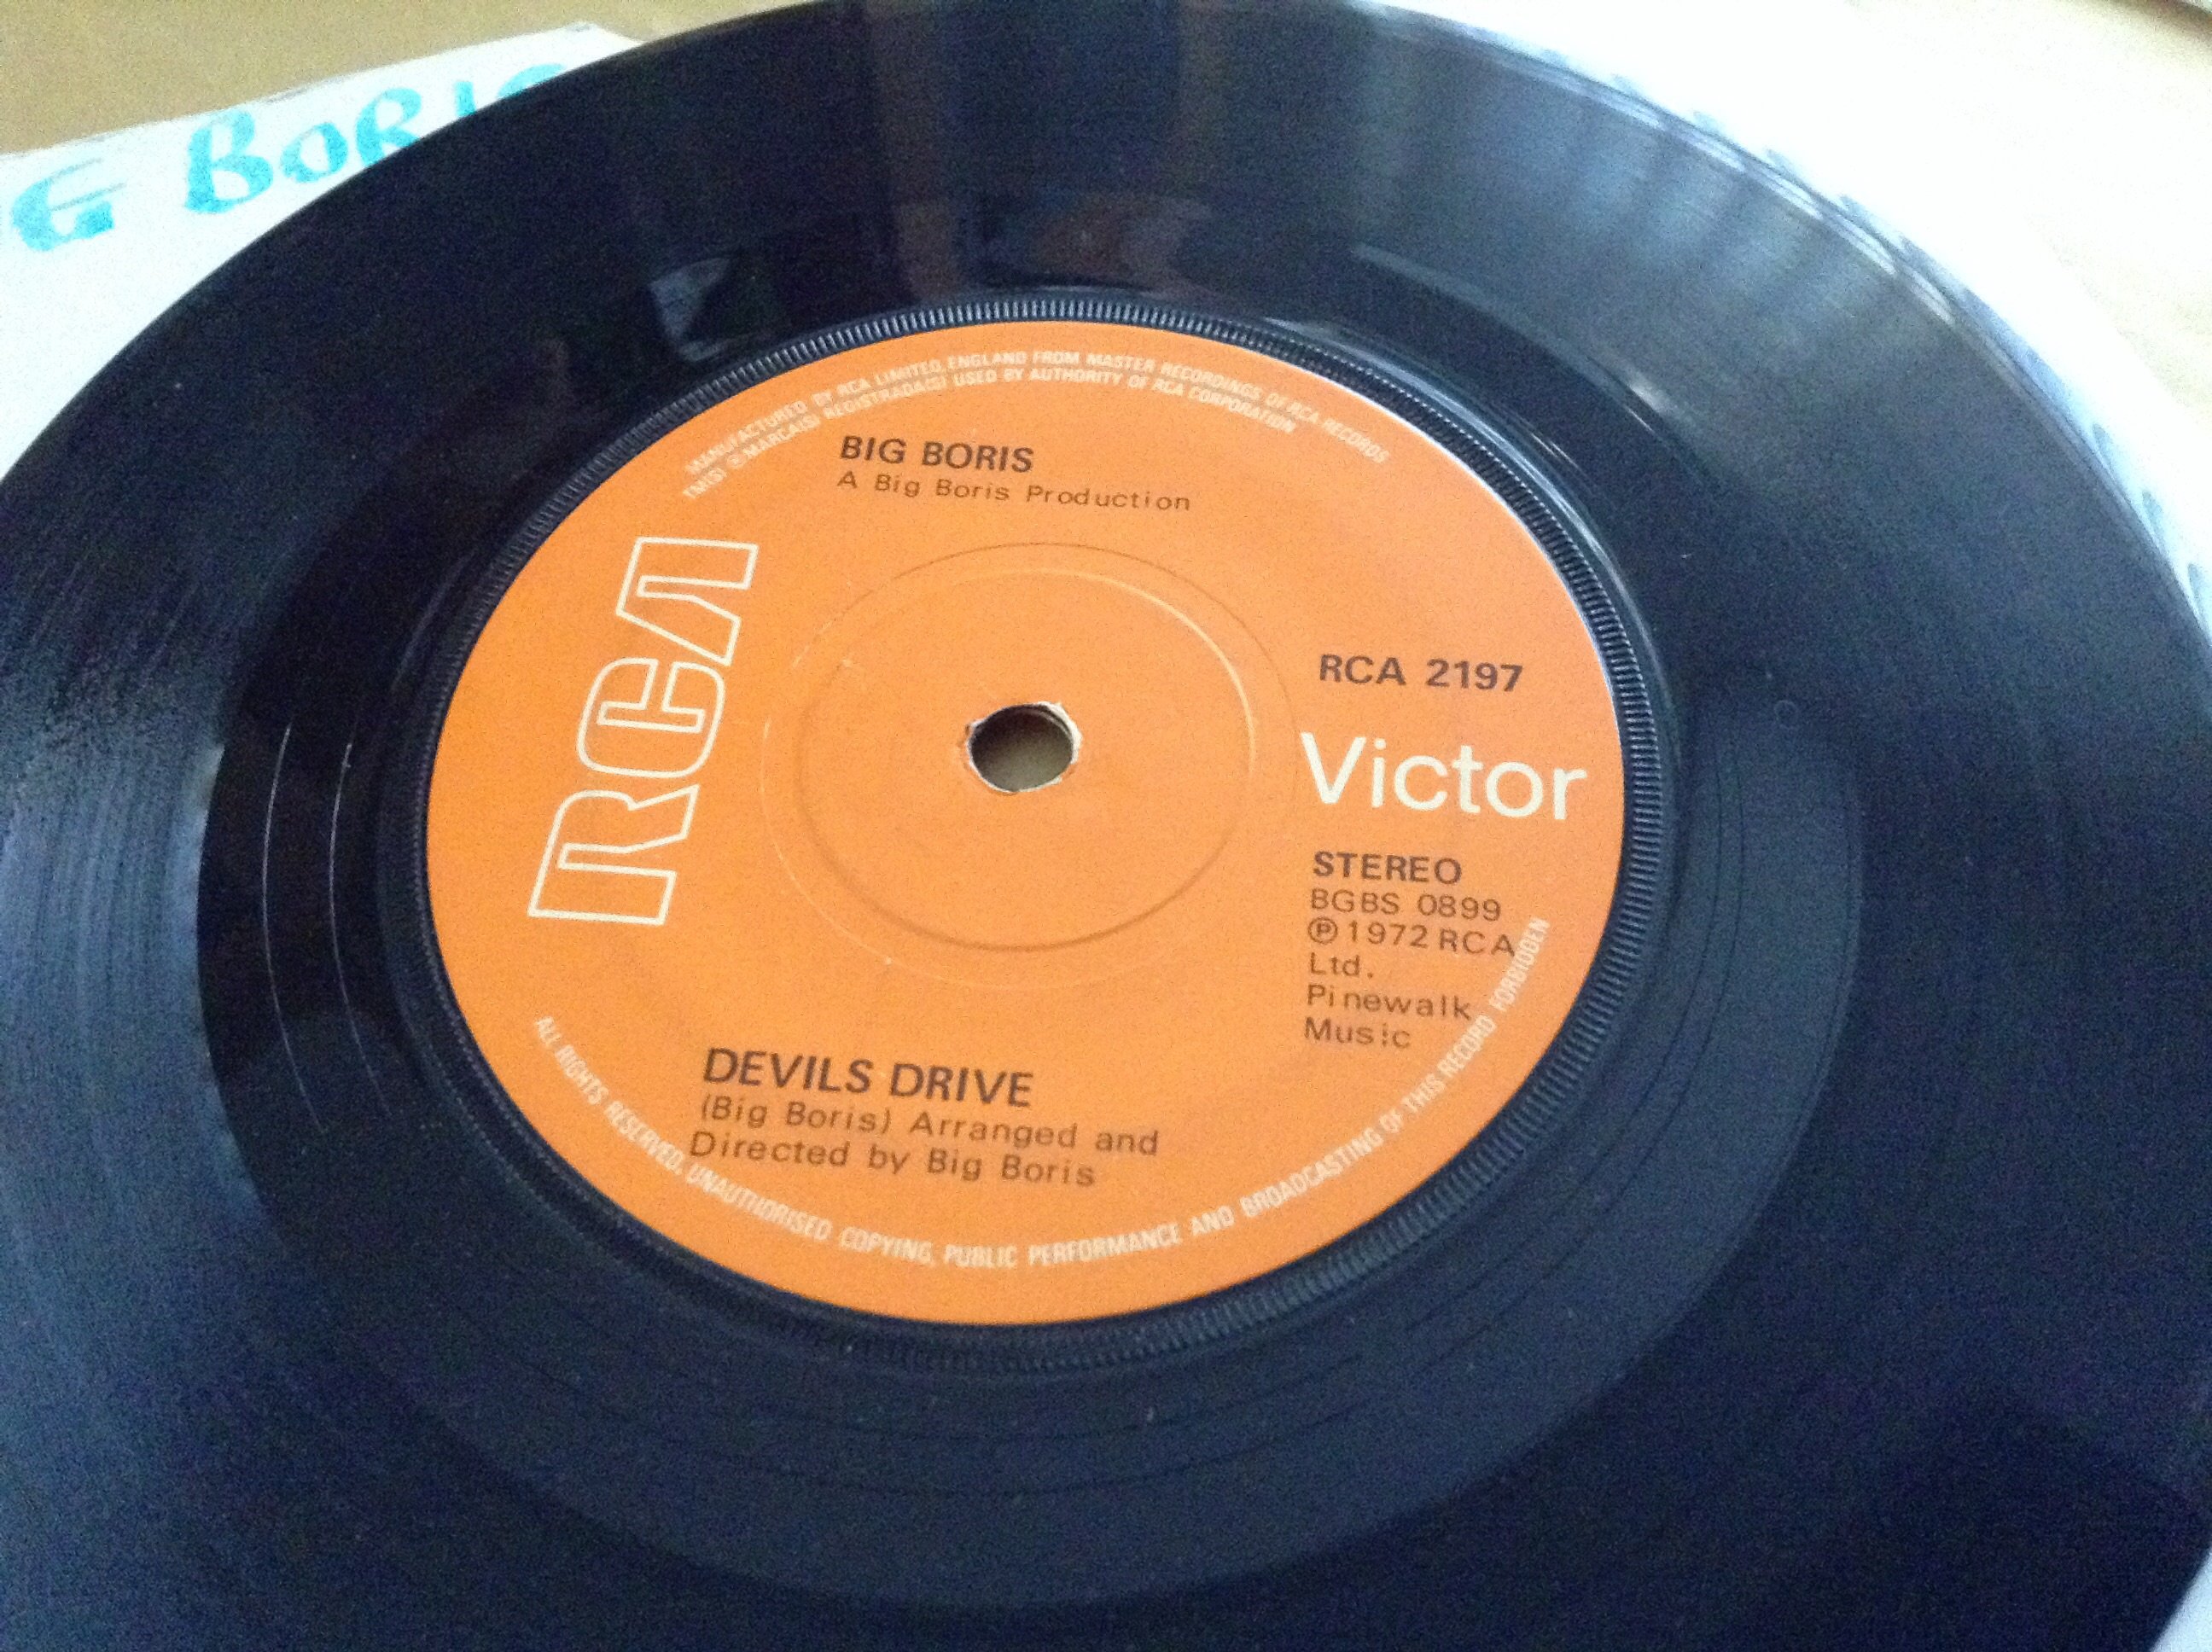 G BORIS
MANUFACTURED BY RCA LIMITED, ENGLAND FROM MASTER RECORDINGS OF RCA RECORDS
TM(S) ® MARCA(S) REGISTRADA(S) USED BY AUTHORITY OF RCA CORPORATION
BIG BORIS
A Big Boris Production
RCA
RCA 2197
Victor
STEREO
BGBS 0899
℗ 1972 RCA
Ltd.
Pinewalk
Music
DEVILS DRIVE
(Big Boris) Arranged and
Directed by Big Boris
ALL RIGHTS RESERVED. UNAUTHORISED COPYING, PUBLIC PERFORMANCE AND BROADCASTING OF THIS RECORD FORBIDDEN